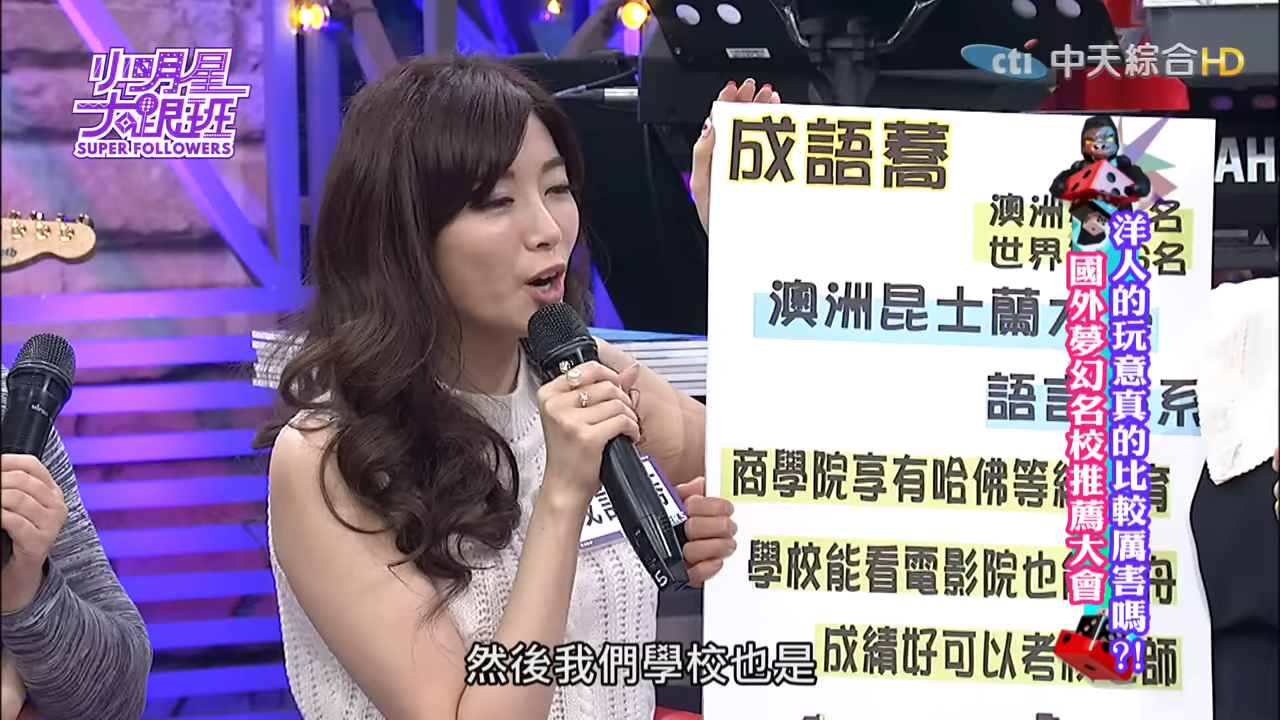 小明星
大跟班
SUPER FOLLOWERS
cti 中天綜合HD
成語蕎
澳洲 名
世界 名
澳洲昆士蘭大
語言 系
商學院享有哈佛等級 育
學校能看電影院也 舟
成績好可以考 師
洋人的玩意真的比較厲害嗎?!
國外夢幻名校推薦大會
AH
然後我們學校也是